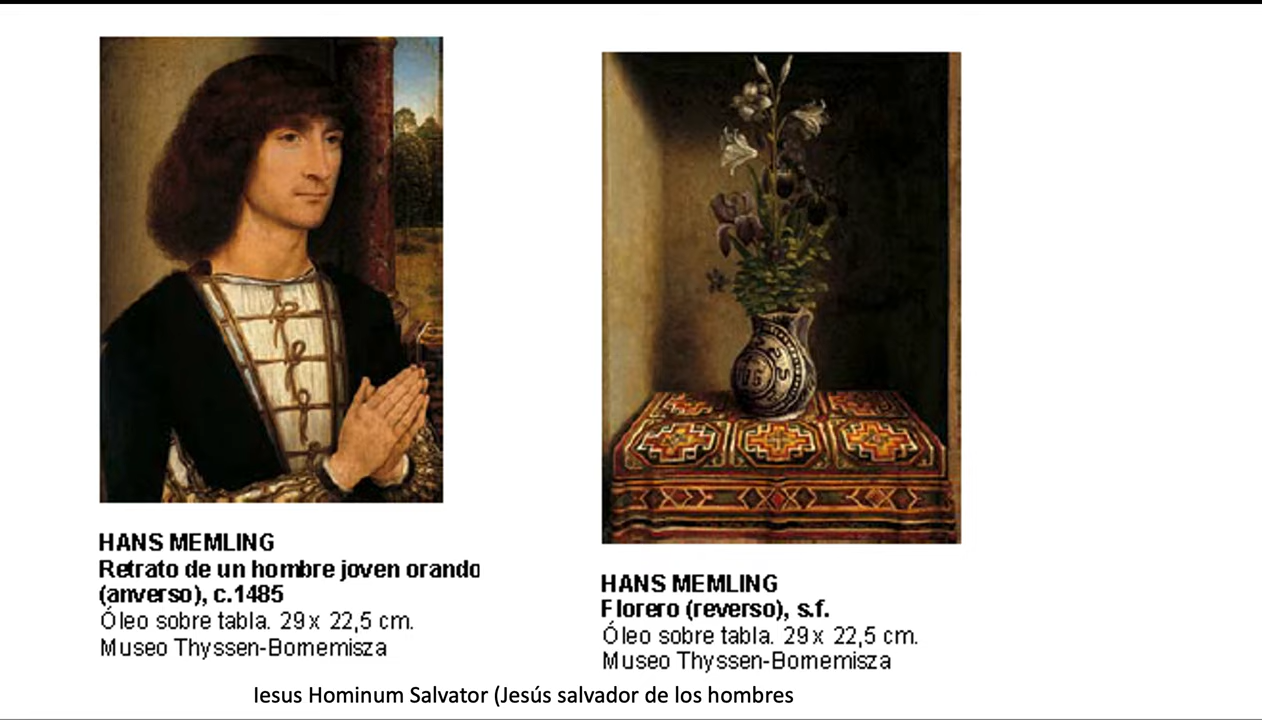 HANS MEMLING
Retrato de un hombre joven orando
(anverso), c.1485
Óleo sobre tabla. 29 x 22,5 cm.
Museo Thyssen-Bornemisza
HANS MEMLING
Florero (reverso), s.f.
Óleo sobre tabla. 29 x 22,5 cm.
Museo Thyssen-Bornemisza
Iesus Hominum Salvator (Jesús salvador de los hombres